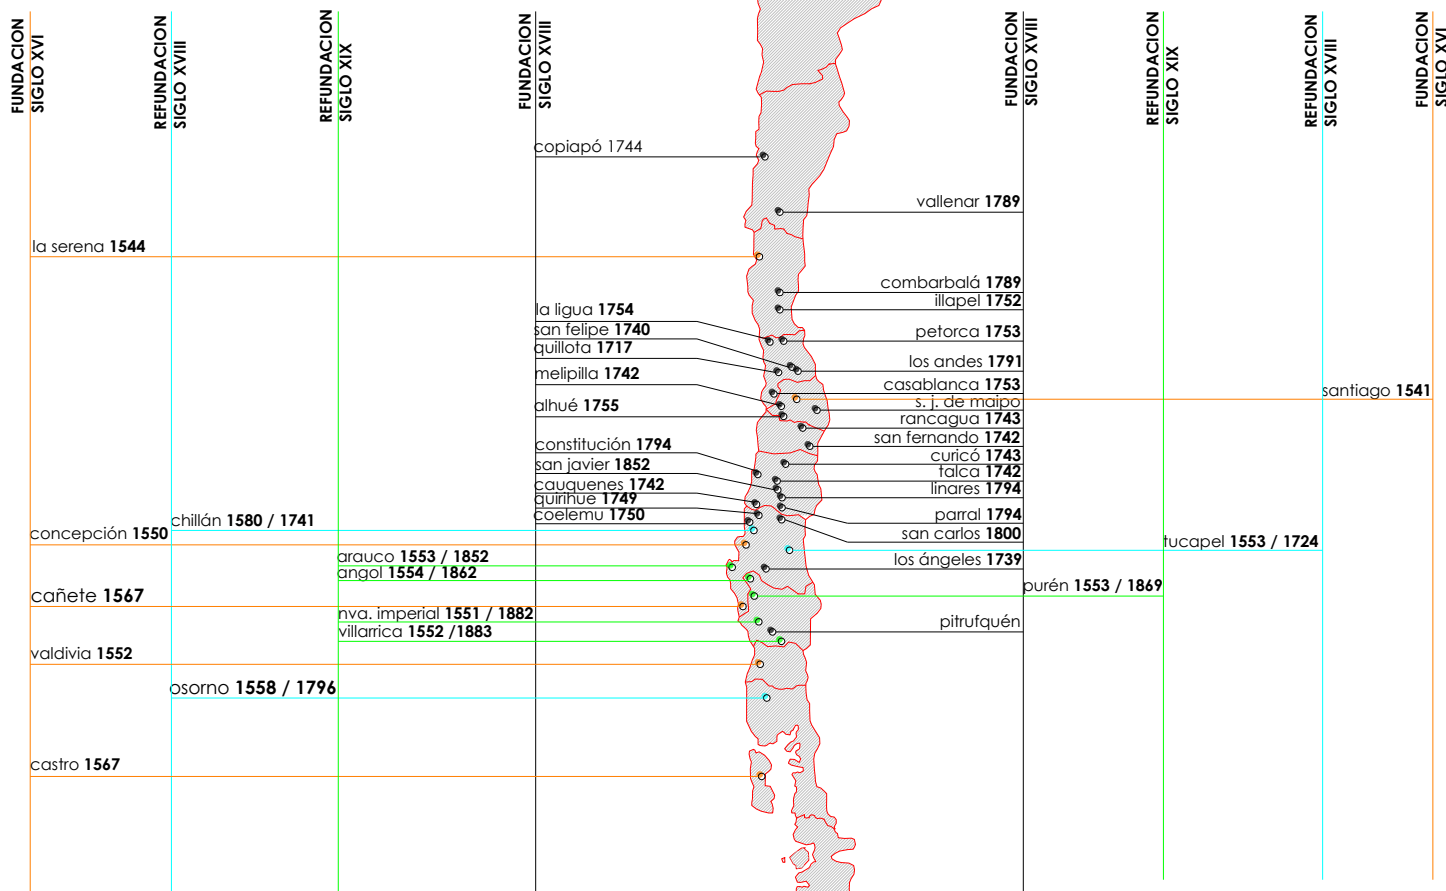 FUNDACION
SIGLO XVI
REFUNDACION
SIGLO XVIII
REFUNDACION
SIGLO XIX
FUNDACION
SIGLO XVIII
FUNDACION
SIGLO XVIII
REFUNDACION
SIGLO XIX
REFUNDACION
SIGLO XVIII
FUNDACION
SIGLO XVI
copiapó 1744
vallenar 1789
la serena 1544
combarbalá 1789
illapel 1752
la ligua 1754
san felipe 1740
petorca 1753
quillota 1717
los andes 1791
melipilla 1742
casablanca 1753
santiago 1541
alhué 1755
s. j. de maipo
rancagua 1743
san fernando 1742
constitución 1794
curicó 1743
san javier 1852
talca 1742
cauquenes 1742
linares 1794
quirihue 1749
coelemu 1750
parral 1794
chillán 1580 / 1741
concepción 1550
san carlos 1800
tucapel 1553 / 1724
arauco 1553 / 1852
los ángeles 1739
angol 1554 / 1862
purén 1553 / 1869
cañete 1567
nva. imperial 1551 / 1882
pitrufquén
villarrica 1552 /1883
valdivia 1552
osorno 1558 / 1796
castro 1567